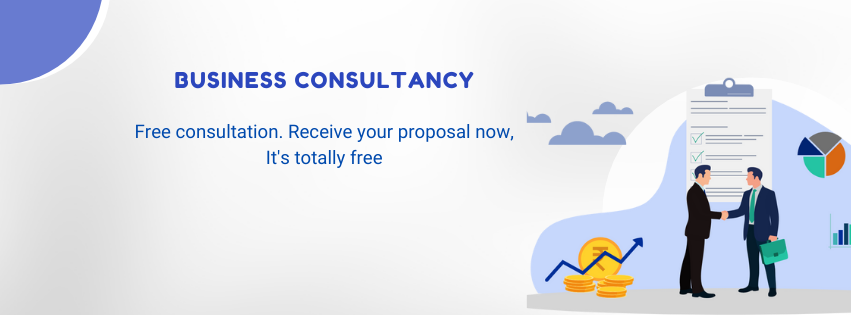 BUSINESS CONSULTANCY
Free consultation. Receive your proposal now,
It's totally free
₹